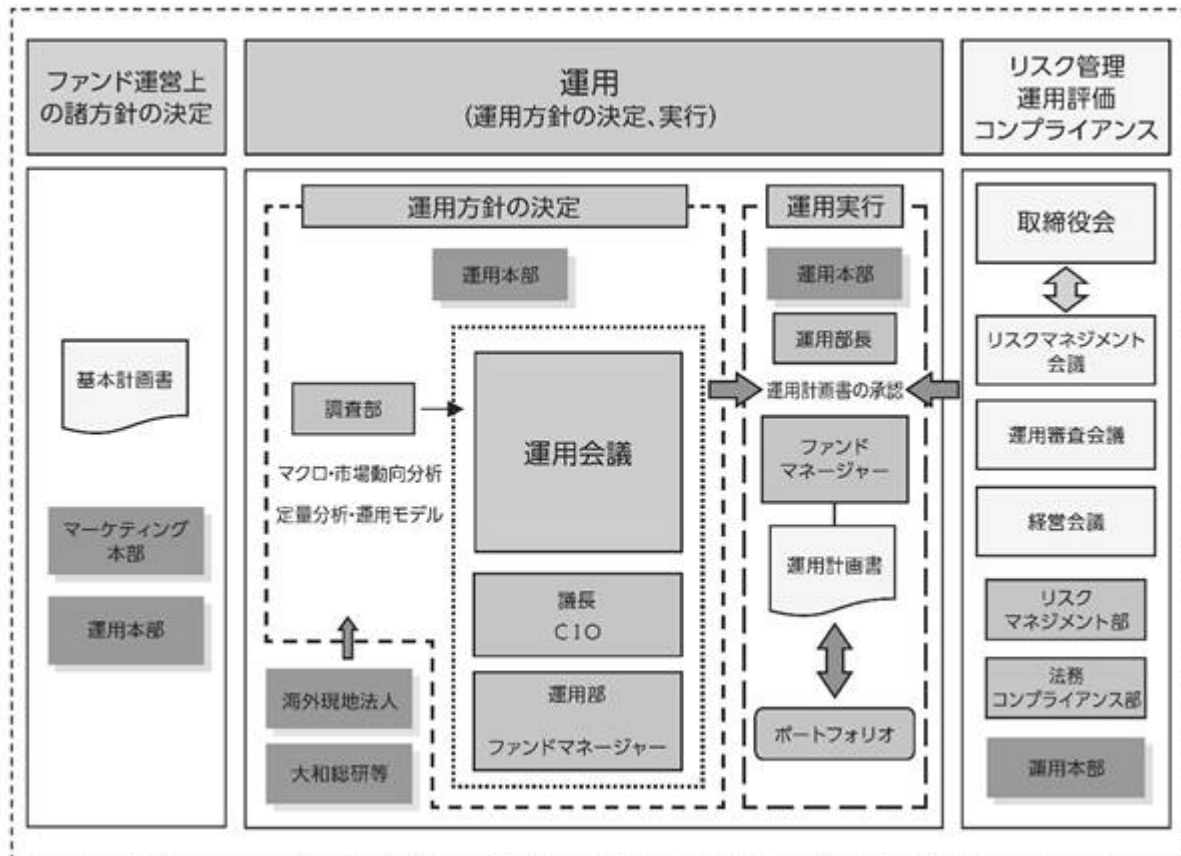 ファンド運営上
の諸方針の決定
運用
(運用方針の決定、実行)
リスク管理
運用評価
コンプライアンス
基本計画書
マーケティング
本部
運用本部
運用方針の決定
運用本部
調査部
マクロ・市場動向分析
定量分析・運用モデル
海外現地法人
大和総研等
運用会議
議長
CIO
運用部
ファンドマネージャー
運用実行
運用本部
運用部長
運用計画書の承認
ファンド
マネージャー
運用計画書
ポートフォリオ
取締役会
リスクマネジメント
会議
運用審査会議
経営会議
リスク
マネジメント部
法務
コンプライアンス部
運用本部